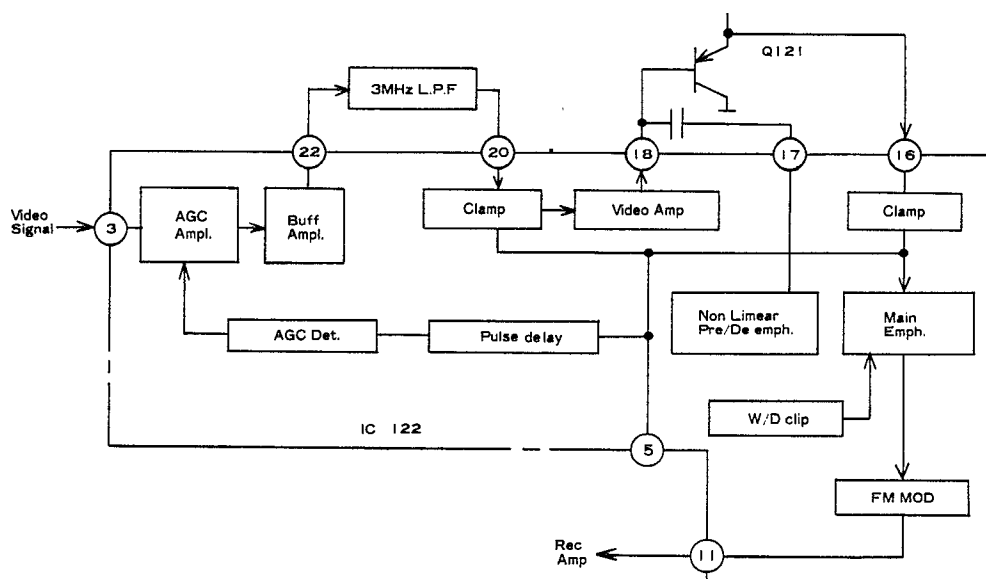 Q121
3MHz L.P.F
22
20
18
17
16
Video
Signal
3
AGC
Ampl.
Buff
Ampl.
Clamp
Video Amp
Clamp
AGC Det.
Pulse delay
Non Limear
Pre/De emph.
Main
Emph.
W/D clip
IC 122
5
FM MOD
Rec
Amp
11